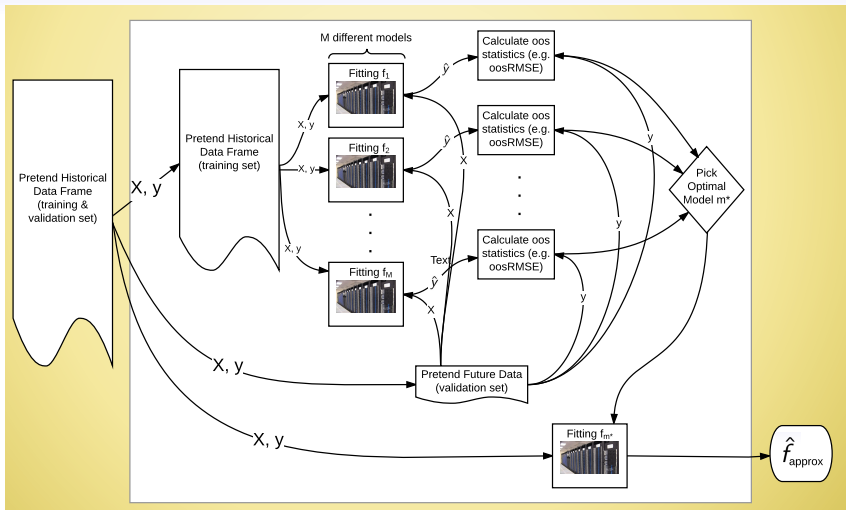 M different models
Pretend Historical
Data Frame
(training &
validation set)
X, y
Pretend Historical
Data Frame
(training set)
X, y
X, y
X, y
Fitting f1
Fitting f2
.
.
.
Fitting fM
ŷ
ŷ
Text
ŷ
X
X
X
Calculate oos
statistics (e.g.
oosRMSE)
Calculate oos
statistics (e.g.
oosRMSE)
.
.
.
Calculate oos
statistics (e.g.
oosRMSE)
y
y
y
Pick
Optimal
Model m*
X, y
Pretend Future Data
(validation set)
X, y
Fitting fm*
f̂approx